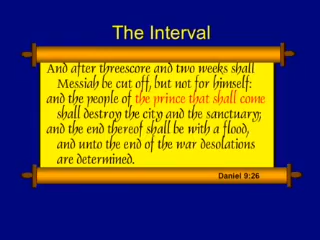 The Interval
And after threescore and two weeks shall
Messiah be cut off, but not for himself:
and the people of the prince that shall come
shall destroy the city and the sanctuary;
and the end thereof shall be with a flood,
and unto the end of the war desolations
are determined.
Daniel 9:26